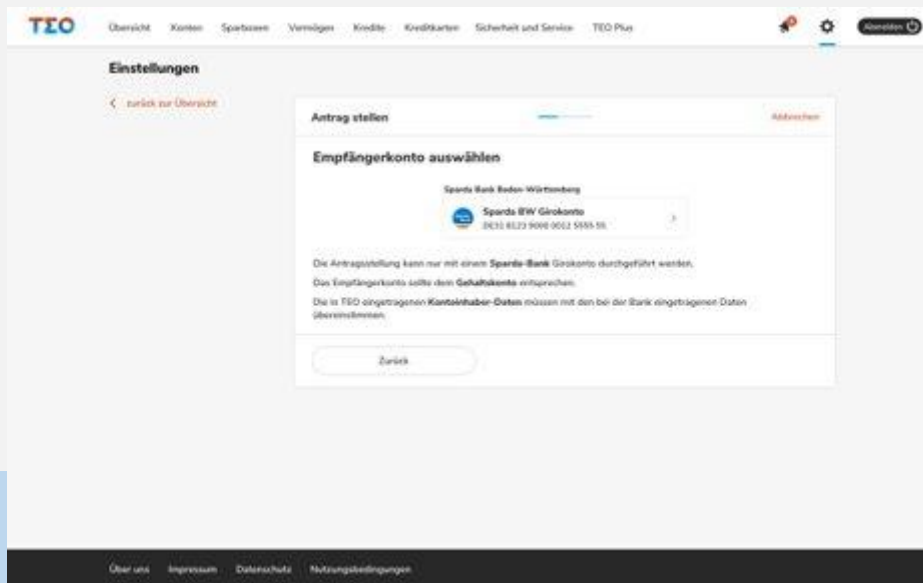 TEO Übersicht Konten Sparkassen Vermögen Kredite Kreditkarten Sicherheit und Service TEO Plus Abmelden
Einstellungen
zurück zur Übersicht
Antrag stellen Abbrechen
Empfängerkonto auswählen
Sparda Bank Baden-Württemberg
Sparda BW Girokonto
Die Antragsstellung kann nur mit einem Sparda-Bank Girokonto durchgeführt werden.
Das Empfängerkonto sollte dem Gehaltskonto entsprechen.
Die in TEO eingetragenen Kontoinhaber-Daten müssen mit den bei der Bank eingetragenen Daten
übereinstimmen.
Zurück
Über uns Impressum Datenschutz Nutzungsbedingungen